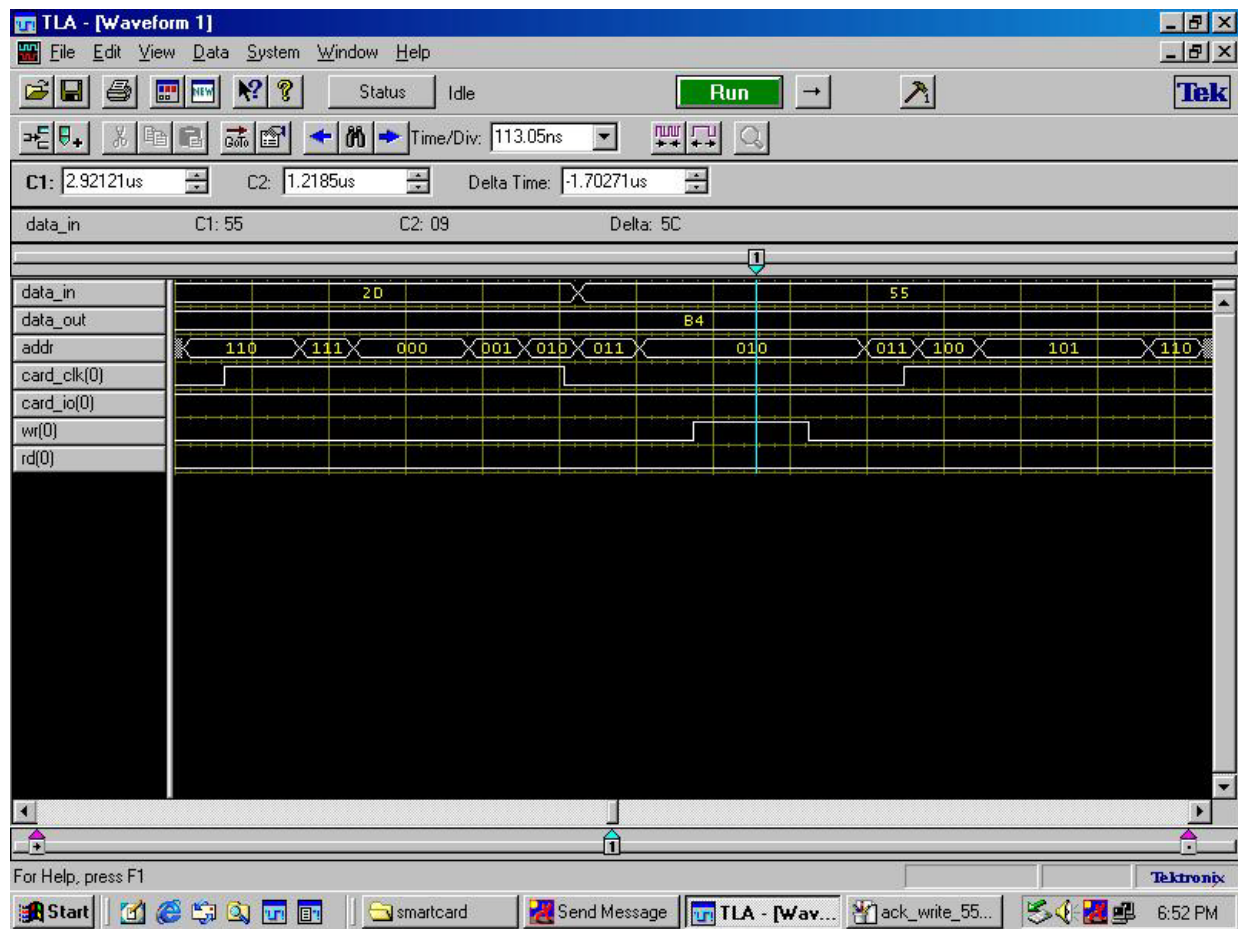 TLA - [Waveform 1]
File Edit View Data System Window Help
NEW Status Idle Run Tek
Goto Time/Div: 113.05ns
C1: 2.92121us C2: 1.2185us Delta Time: -1.70271us
data_in C1: 55 C2: 09 Delta: 5C
1
data_in 2D 55
data_out B4
addr 110 111 000 001 010 011 010 011 100 101 110
card_clk(0)
card_io(0)
wr(0)
rd(0)
1
For Help, press F1 Tektronix
Start smartcard Send Message TLA - [Wav... ack_write_55... 6:52 PM